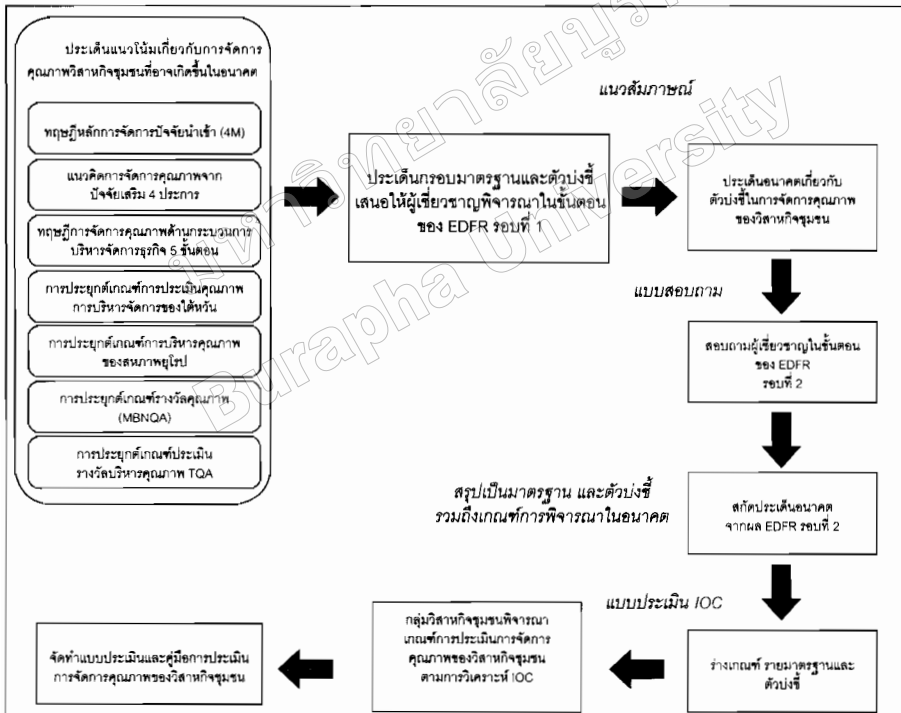 ประเด็นแนวโน้มเกี่ยวกับการจัดการ
คุณภาพวิสาหกิจชุมชนที่อาจเกิดขึ้นในอนาคต
ทฤษฎีหลักการจัดการปัจจัยนำเข้า (4M)
แนวคิดการจัดการคุณภาพจาก
ปัจจัยเสริม 4 ประการ
ทฤษฎีการจัดการคุณภาพด้านกระบวนการ
บริหารจัดการธุรกิจ 5 ขั้นตอน
การประยุกต์เกณฑ์การประเมินคุณภาพ
การบริหารจัดการของไต้หวัน
การประยุกต์เกณฑ์การบริหารคุณภาพ
ของสหภาพยุโรป
การประยุกต์เกณฑ์รางวัลคุณภาพ
(MBNQA)
การประยุกต์เกณฑ์ประเมิน
รางวัลบริหารคุณภาพ TQA
ประเด็นกรอบมาตรฐานและตัวบ่งชี้
เสนอให้ผู้เชี่ยวชาญพิจารณาในขั้นตอน
ของ EDFR รอบที่ 1
แนวสัมภาษณ์
ประเด็นอนาคตเกี่ยวกับ
ตัวบ่งชี้ในการจัดการคุณภาพ
ของวิสาหกิจชุมชน
แบบสอบถาม
สอบถามผู้เชี่ยวชาญในขั้นตอน
ของ EDFR
รอบที่ 2
สรุปเป็นมาตรฐาน และตัวบ่งชี้
รวมถึงเกณฑ์การพิจารณาในอนาคต
สกัดประเด็นอนาคต
จากผล EDFR รอบที่ 2
แบบประเมิน IOC
ร่างเกณฑ์ รายมาตรฐานและ
ตัวบ่งชี้
กลุ่มวิสาหกิจชุมชนพิจารณา
เกณฑ์การประเมินการจัดการ
คุณภาพของวิสาหกิจชุมชน
ตามการวิเคราะห์ IOC
จัดทำแบบประเมินและคู่มือการประเมิน
การจัดการคุณภาพของวิสาหกิจชุมชน
มหาวิทยาลัยบูรพา
Burapha University